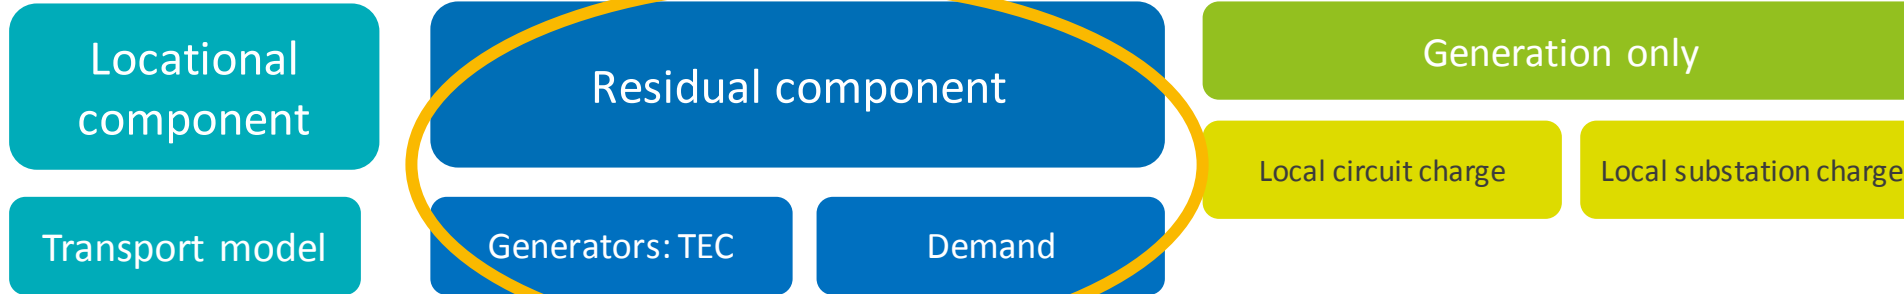 Locational
component
Transport model
Residual component
Generators: TEC
Demand
Generation only
Local circuit charge
Local substation charge